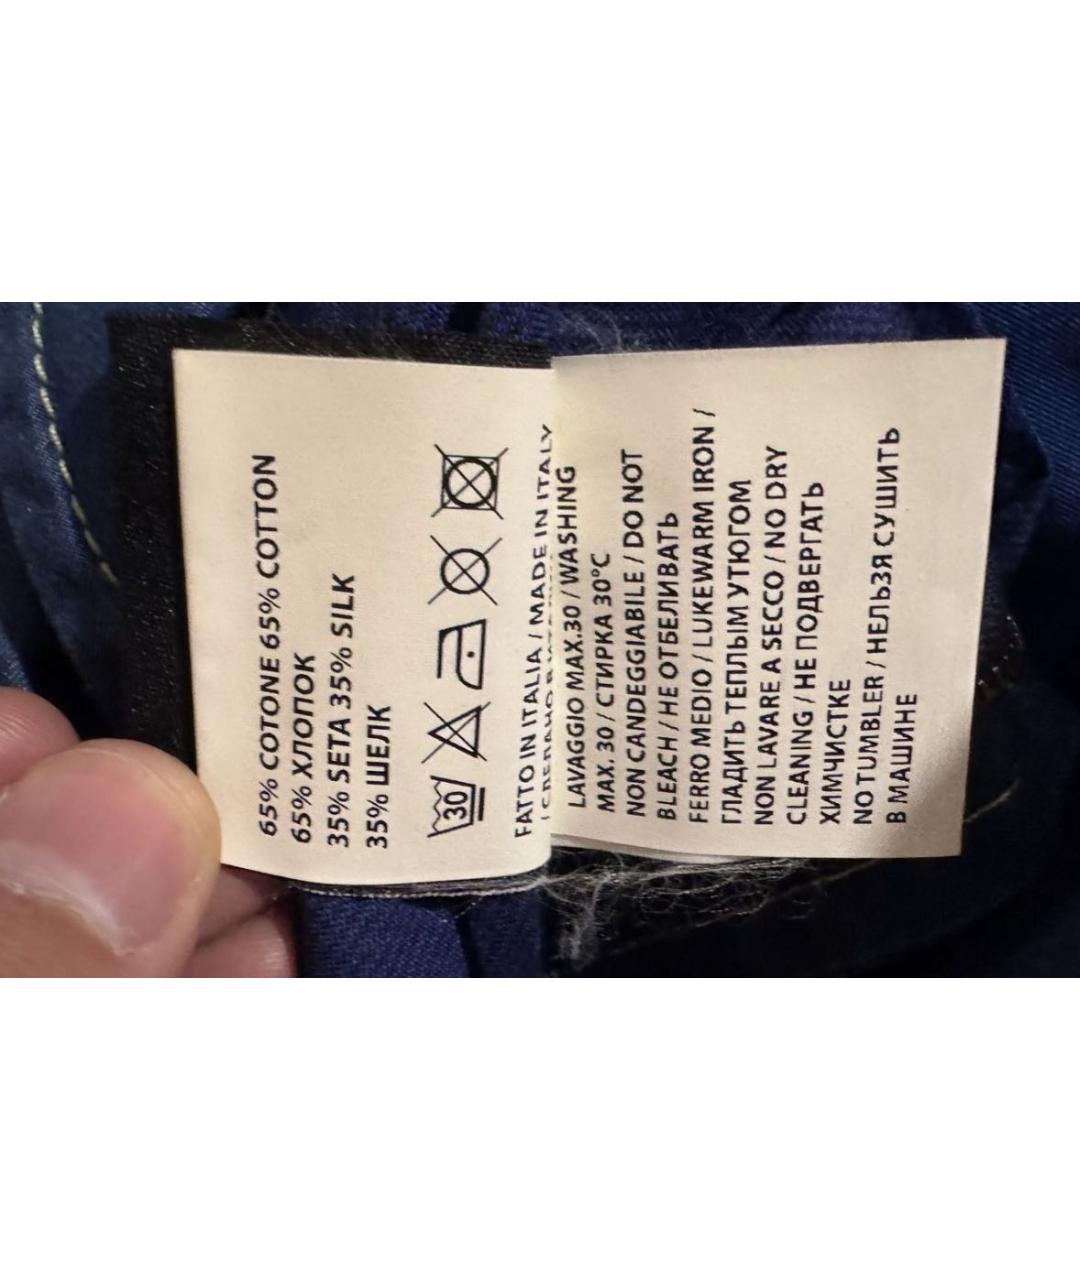 65% COTONE 65% COTTON
65% ХЛОПОК
35% SETA 35% SILK
35% ШЕЛК
30
FATTO IN ITALIA / MADE IN ITALY
LAVAGGIO MAX.30 / WASHING
MAX. 30 / СТИРКА 30°C
NON CANDEGGIABILE / DO NOT
BLEACH / НЕ ОТБЕЛИВАТЬ
FERRO MEDIO / LUKEWARM IRON /
ГЛАДИТЬ ТЕПЛЫМ УТЮГОМ
NON LAVARE A SECCO / NO DRY
CLEANING / НЕ ПОДВЕРГАТЬ
ХИМЧИСТКЕ
NO TUMBLER / НЕЛЬЗЯ СУШИТЬ
В МАШИНЕ